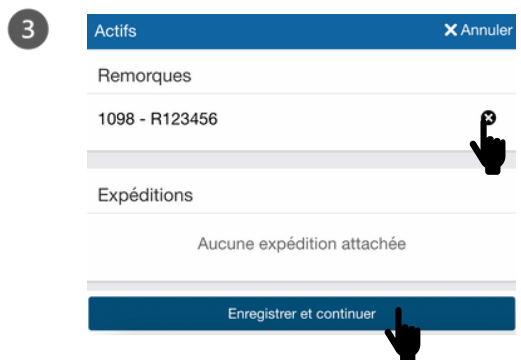 3
Actifs
Annuler
Remorques
1098 - R123456
Expéditions
Aucune expédition attachée
Enregistrer et continuer